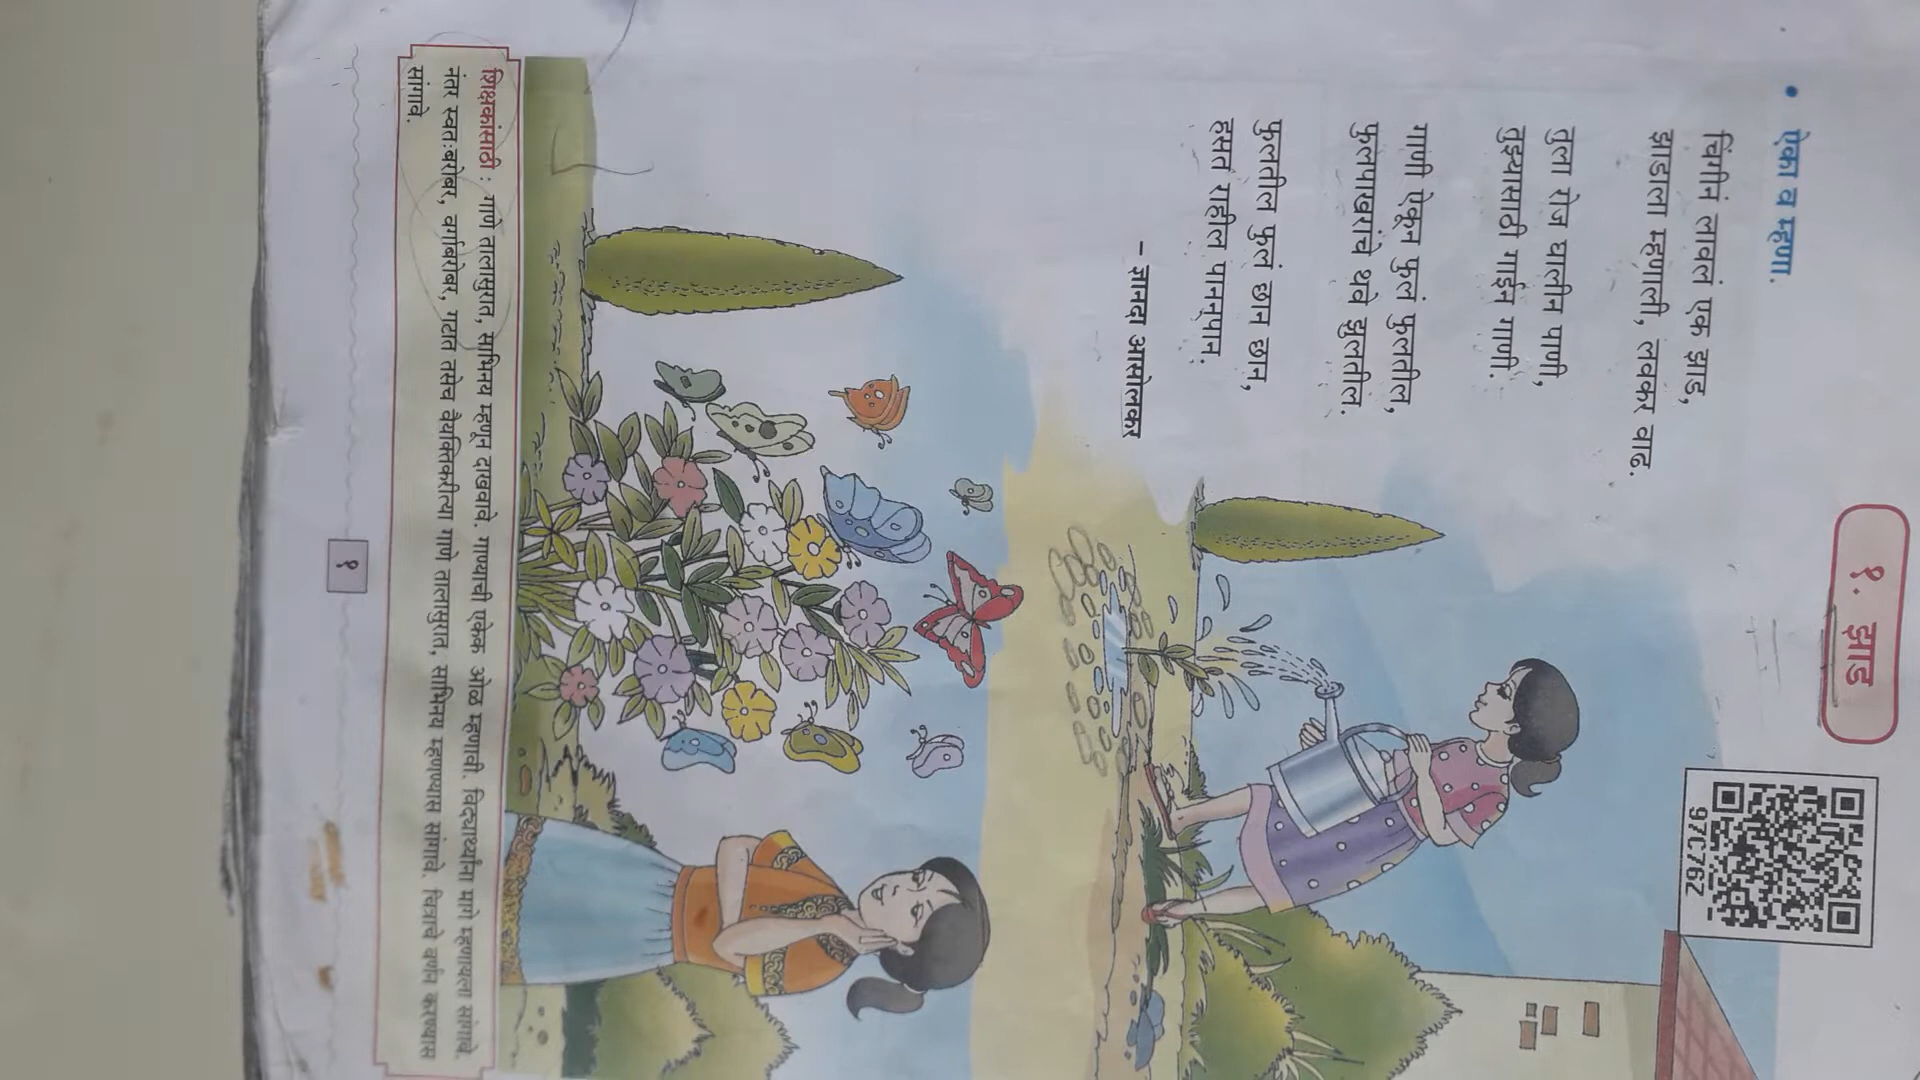 १. झाड
97C762
• ऐका व म्हणा.
चिंगीनं लावलं एक झाड,
झाडाला म्हणाली, लवकर वाढ.
तुला रोज घालीन पाणी,
तुझ्यासाठी गाईन गाणी.
गाणी ऐकून फुलं फुलतील,
फुलपाखरांचे थवे झुलतील.
फुलतील फुलं छान छान,
हसत राहील पानन्‌पान.
– ज्ञानदा आसोलकर
शिक्षकांसाठी : गाणे तालासुरात, साभिनय म्हणून दाखवावे. गाण्याची एकेक ओळ म्हणावी. विद्यार्थ्यांना मागे म्हणायला सांगावे.
नंतर स्वतःबरोबर, वर्गाबरोबर, गटात तसेच वैयक्तिकरीत्या गाणे तालासुरात, साभिनय म्हणण्यास सांगावे. चित्राचे वर्णन करण्यास
सांगावे.
१